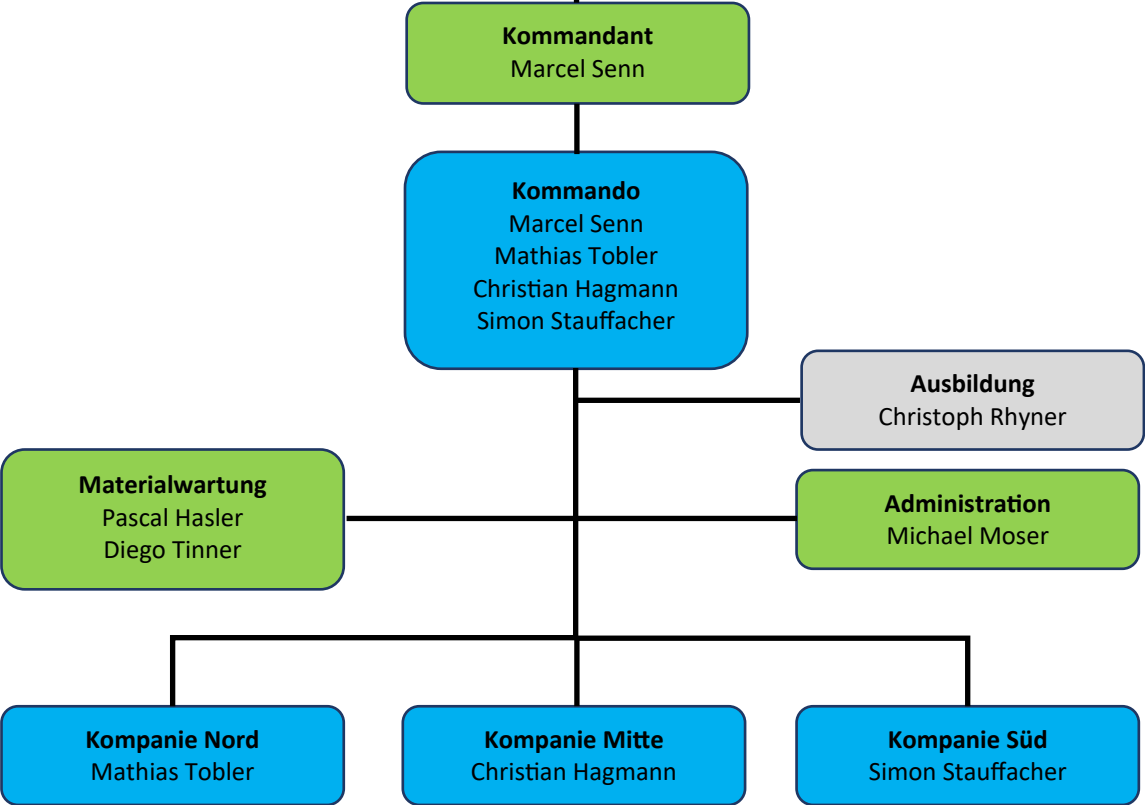 Kommandant
Marcel Senn
Kommando
Marcel Senn
Mathias Tobler
Christian Hagmann
Simon Stauffacher
Ausbildung
Christoph Rhyner
Materialwartung
Pascal Hasler
Diego Tinner
Administration
Michael Moser
Kompanie Nord
Mathias Tobler
Kompanie Mitte
Christian Hagmann
Kompanie Süd
Simon Stauffacher